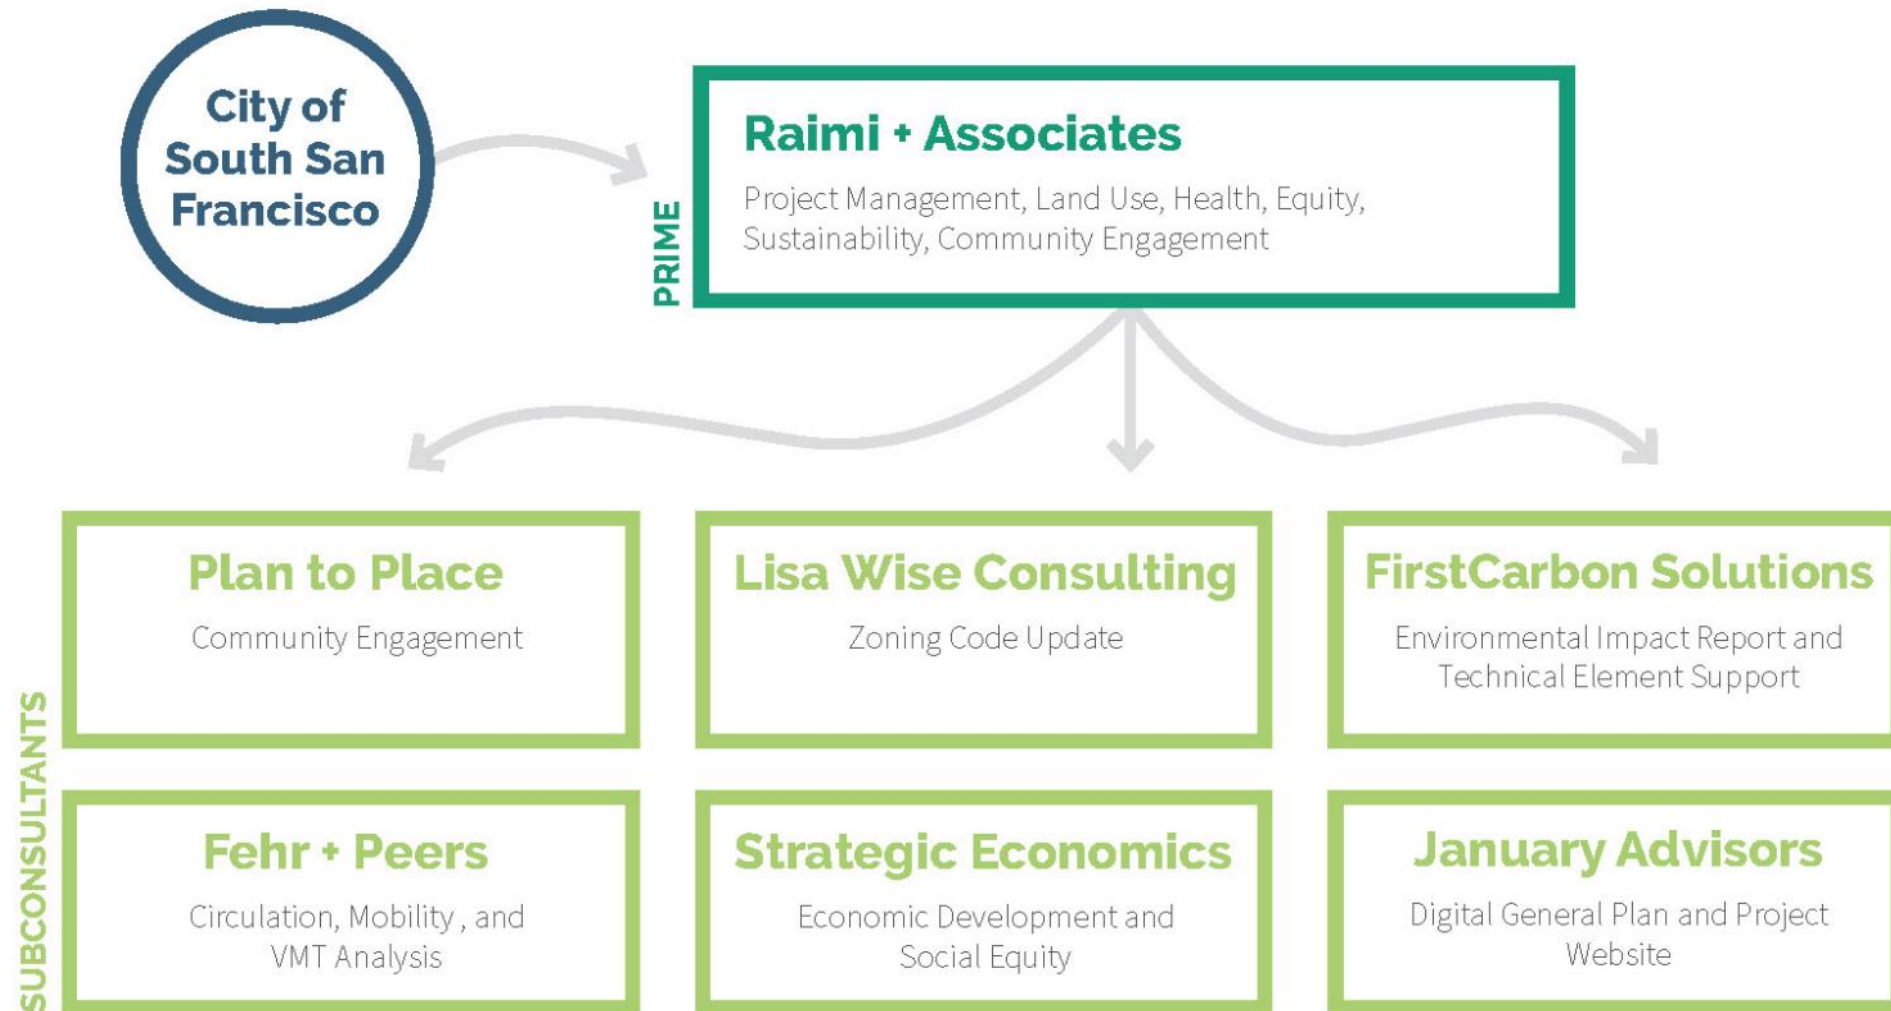 City of
South San
Francisco
PRIME
Raimi + Associates
Project Management, Land Use, Health, Equity,
Sustainability, Community Engagement
SUBCONSULTANTS
Plan to Place
Community Engagement
Lisa Wise Consulting
Zoning Code Update
FirstCarbon Solutions
Environmental Impact Report and
Technical Element Support
Fehr + Peers
Circulation, Mobility , and
VMT Analysis
Strategic Economics
Economic Development and
Social Equity
January Advisors
Digital General Plan and Project
Website